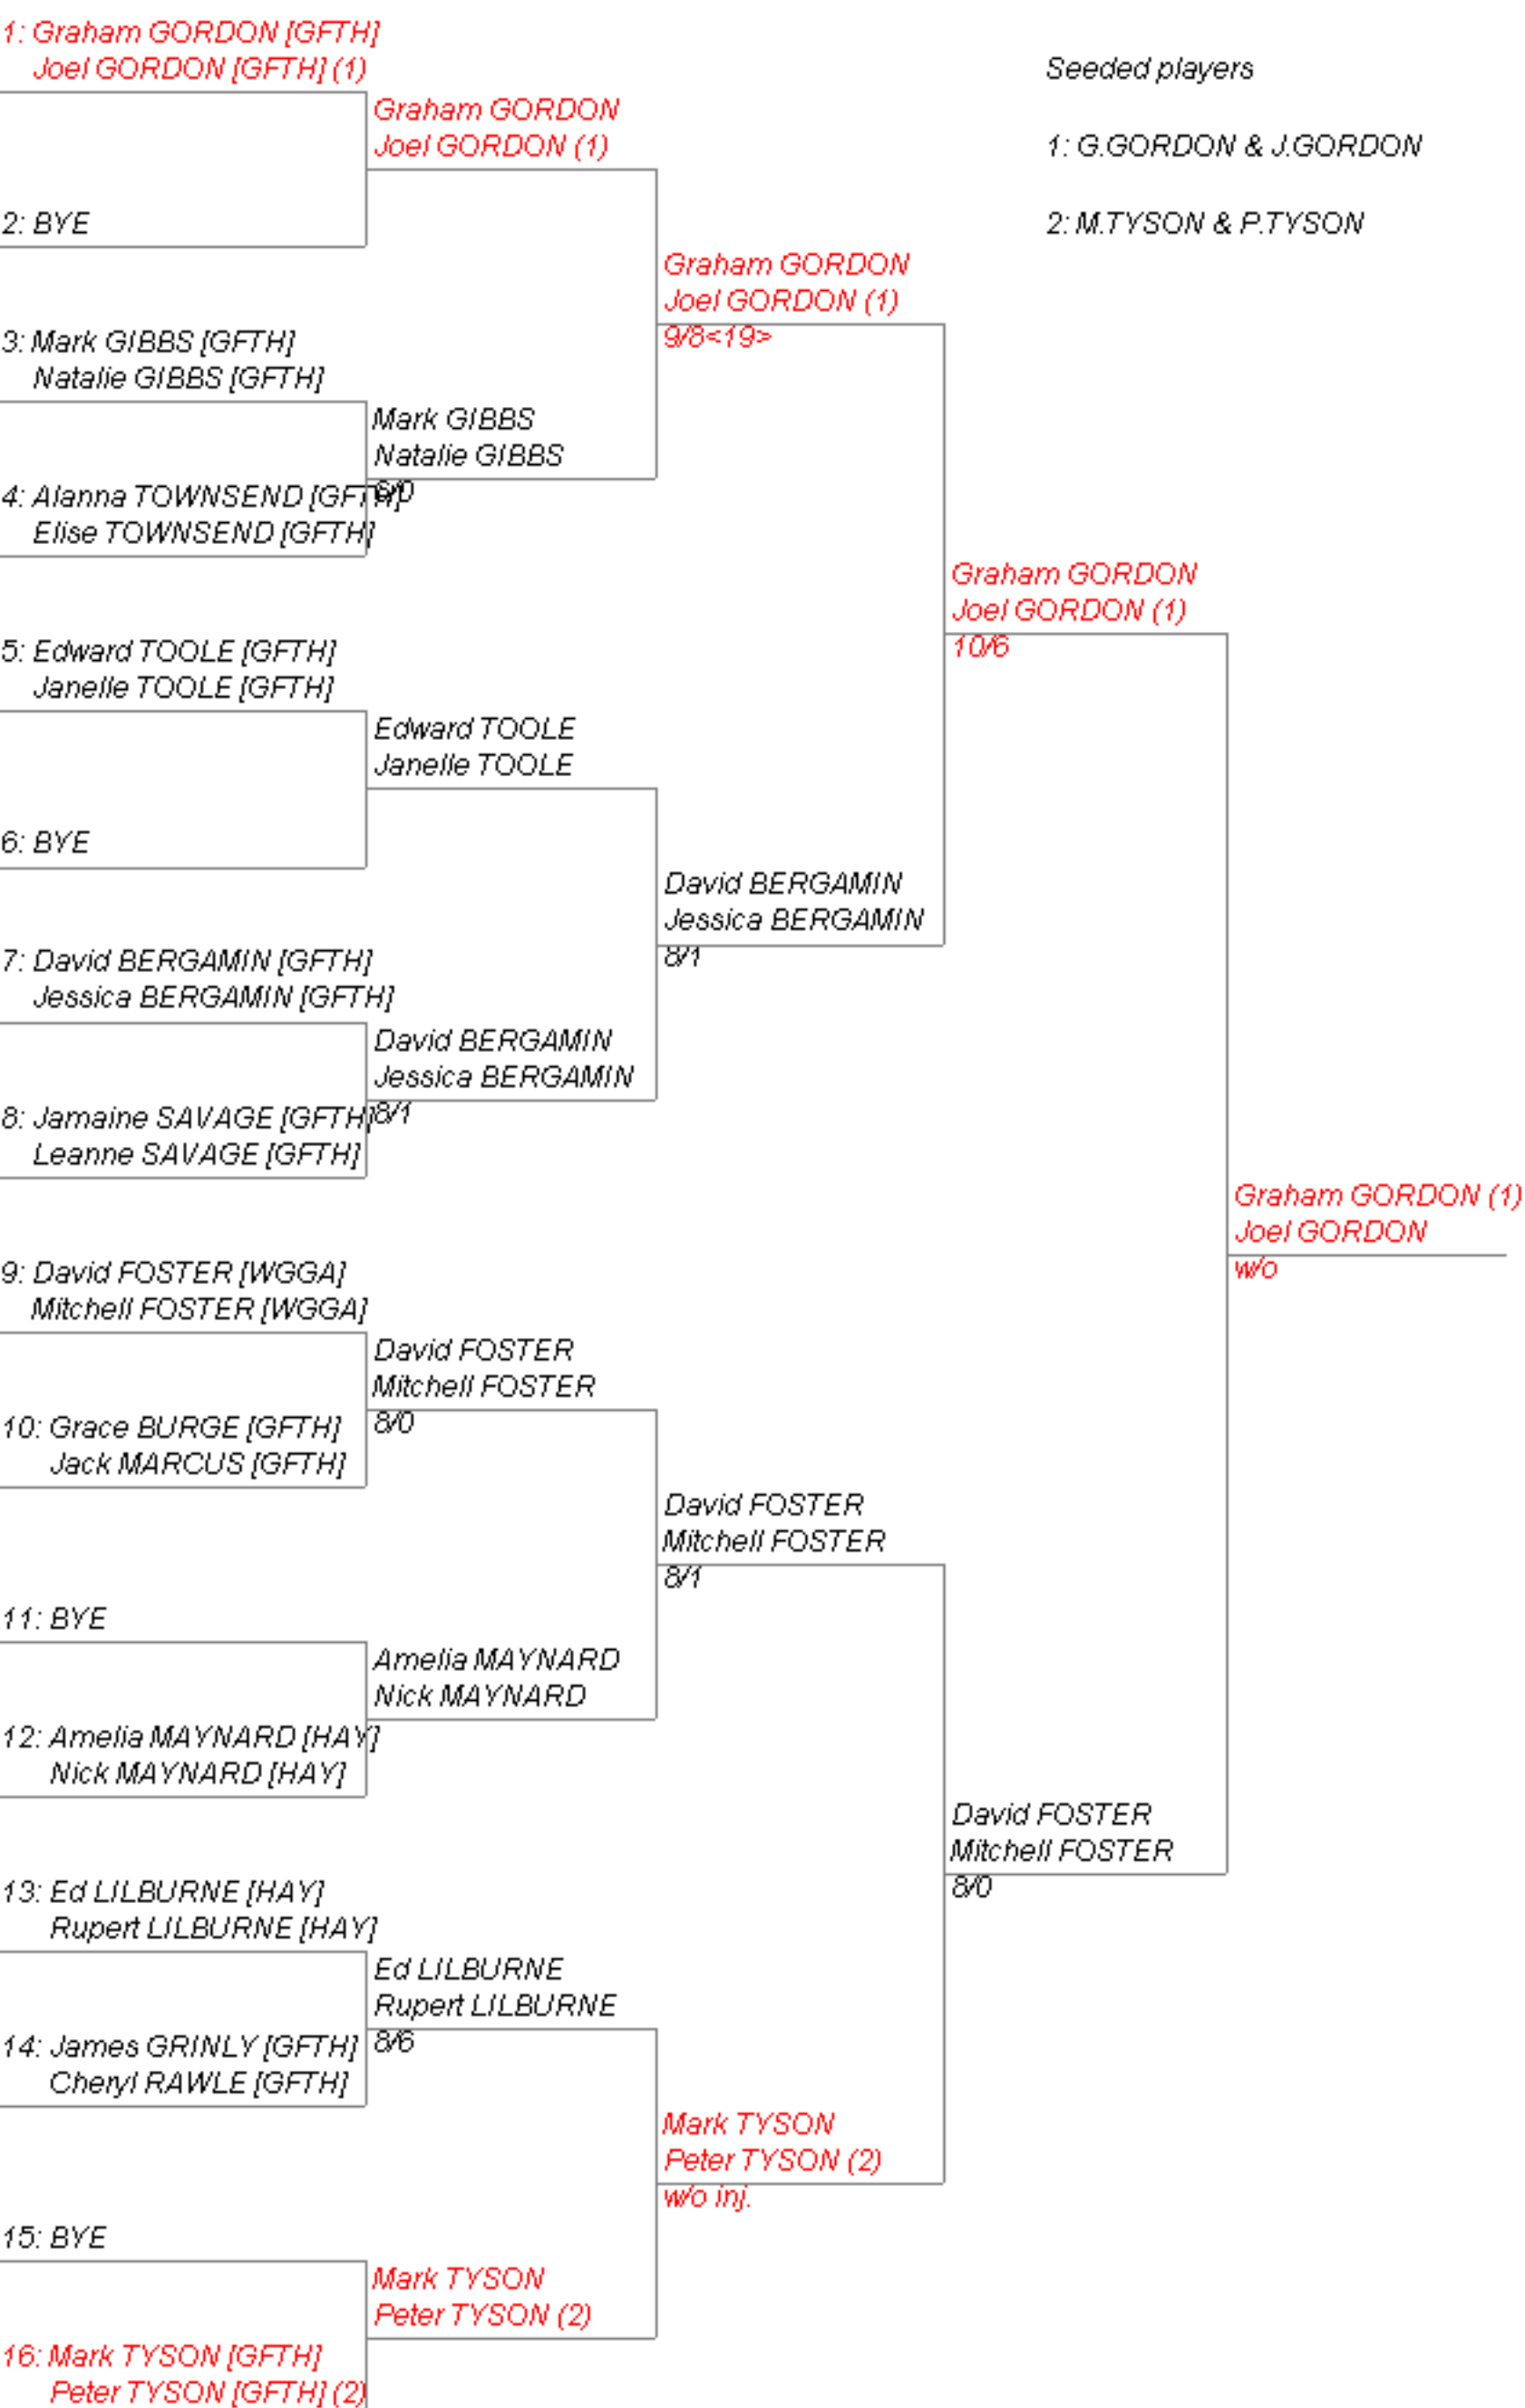 1: Graham GORDON [GFTH]
Joel GORDON [GFTH] (1)
Seeded players
Graham GORDON
Joel GORDON (1)
1: G.GORDON & J.GORDON
2: BYE
2: M.TYSON & P.TYSON
Graham GORDON
Joel GORDON (1)
9/8<19>
3: Mark GIBBS [GFTH]
Natalie GIBBS [GFTH]
Mark GIBBS
Natalie GIBBS
4: Alanna TOWNSEND [GFTH]
Elise TOWNSEND [GFTH]
Graham GORDON
Joel GORDON (1)
10/6
5: Edward TOOLE [GFTH]
Janelle TOOLE [GFTH]
Edward TOOLE
Janelle TOOLE
6: BYE
David BERGAMIN
Jessica BERGAMIN
8/1
7: David BERGAMIN [GFTH]
Jessica BERGAMIN [GFTH]
David BERGAMIN
Jessica BERGAMIN
8/1
8: Jamaine SAVAGE [GFTH]
Leanne SAVAGE [GFTH]
Graham GORDON (1)
Joel GORDON
w/o
9: David FOSTER [WGGA]
Mitchell FOSTER [WGGA]
David FOSTER
Mitchell FOSTER
8/0
10: Grace BURGE [GFTH]
Jack MARCUS [GFTH]
David FOSTER
Mitchell FOSTER
8/1
11: BYE
Amelia MAYNARD
Nick MAYNARD
12: Amelia MAYNARD [HAY]
Nick MAYNARD [HAY]
David FOSTER
Mitchell FOSTER
8/0
13: Ed LILBURNE [HAY]
Rupert LILBURNE [HAY]
Ed LILBURNE
Rupert LILBURNE
8/6
14: James GRINLY [GFTH]
Cheryl RAWLE [GFTH]
Mark TYSON
Peter TYSON (2)
w/o inj.
15: BYE
Mark TYSON
Peter TYSON (2)
16: Mark TYSON [GFTH]
Peter TYSON [GFTH] (2)